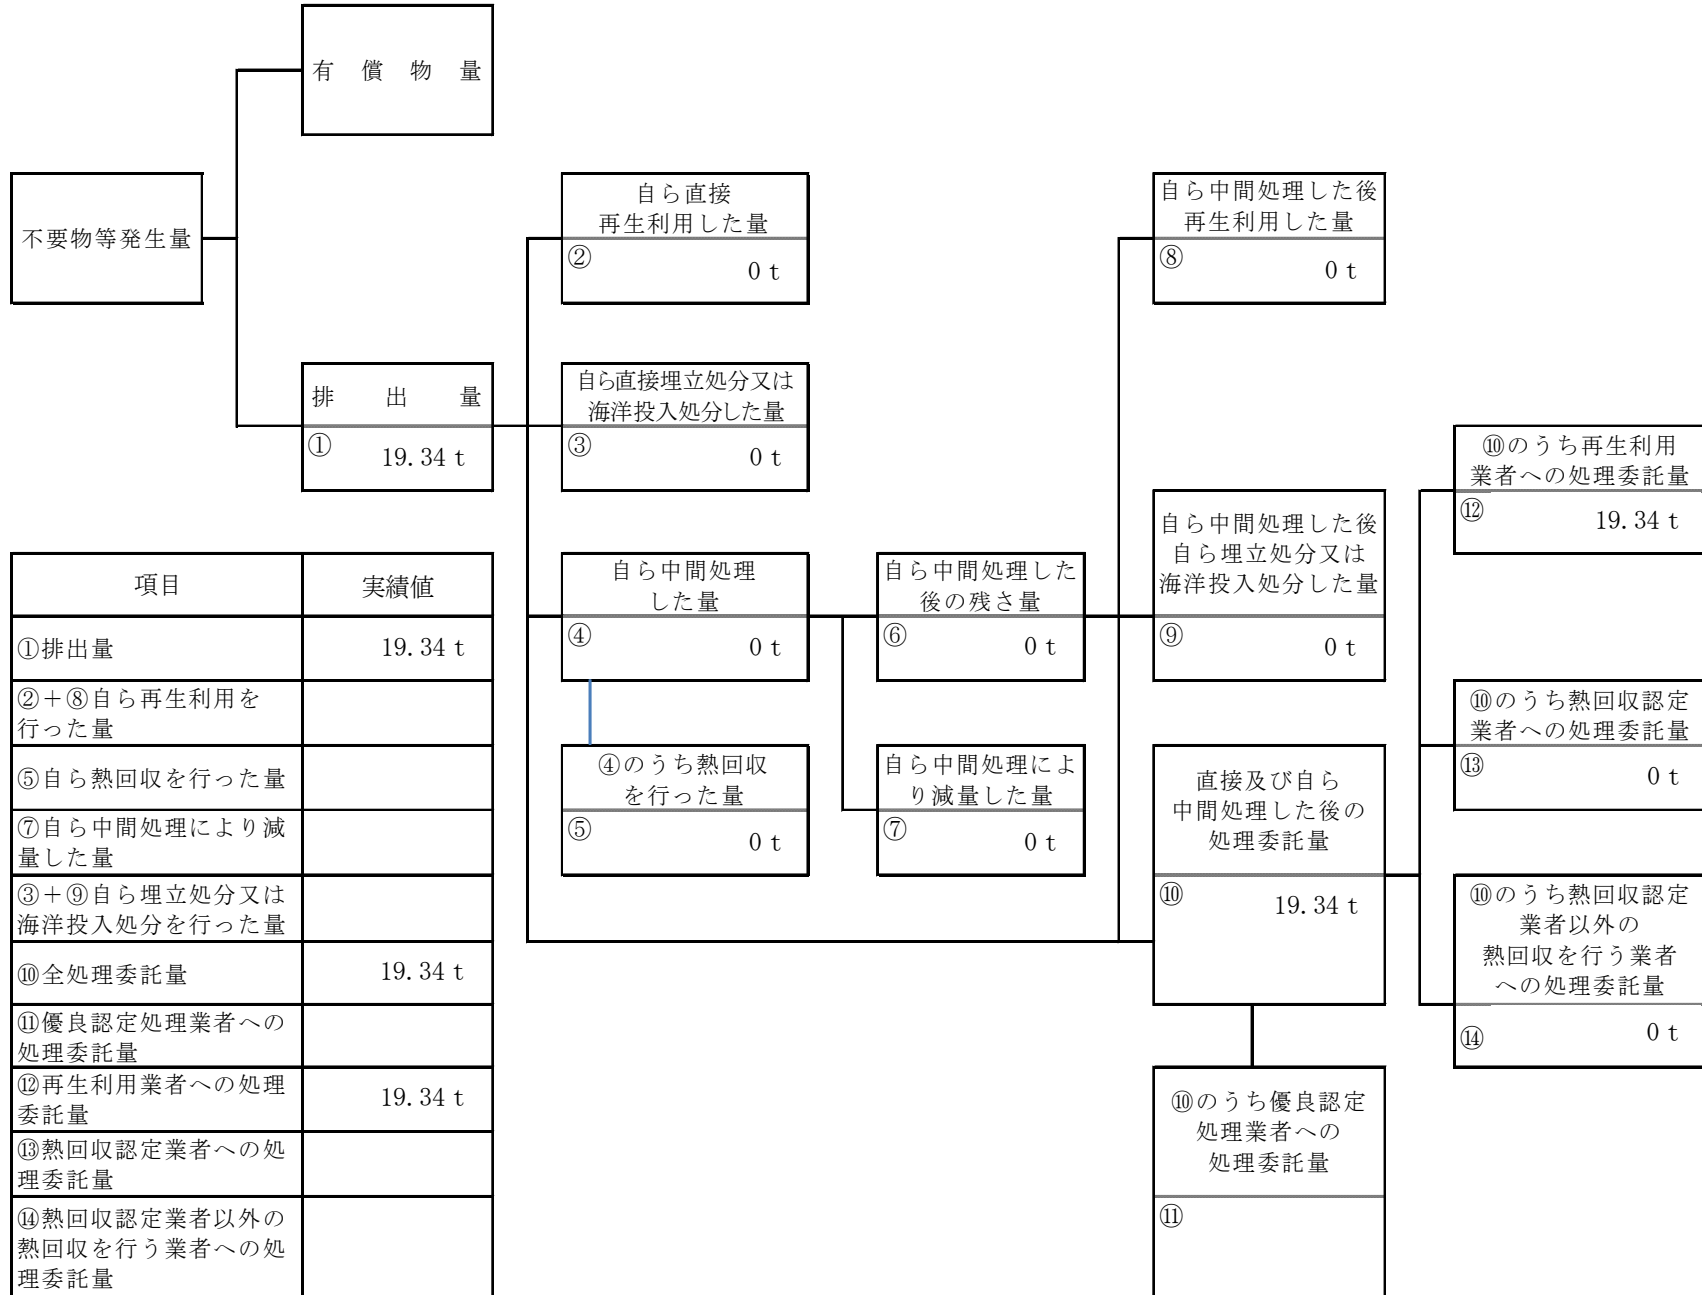 有償物量
不要物等発生量
排出量
① 19.34 t
自ら直接
再生利用した量
② 0 t
自ら直接埋立処分又は
海洋投入処分した量
③ 0 t
自ら中間処理
した量
④ 0 t
④のうち熱回収
を行った量
⑤ 0 t
自ら中間処理した
後の残さ量
⑥ 0 t
自ら中間処理によ
り減量した量
⑦ 0 t
自ら中間処理した後
再生利用した量
⑧ 0 t
自ら中間処理した後
自ら埋立処分又は
海洋投入処分した量
⑨ 0 t
直接及び自ら
中間処理した後の
処理委託量
⑩ 19.34 t
⑩のうち優良認定
処理業者への
処理委託量
⑪
⑩のうち再生利用
業者への処理委託量
⑫ 19.34 t
⑩のうち熱回収認定
業者への処理委託量
⑬ 0 t
⑩のうち熱回収認定
業者以外の
熱回収を行う業者
への処理委託量
⑭ 0 t
項目 実績値
①排出量 19.34 t
②+⑧自ら再生利用を
行った量
⑤自ら熱回収を行った量
⑦自ら中間処理により減
量した量
③+⑨自ら埋立処分又は
海洋投入処分を行った量
⑩全処理委託量 19.34 t
⑪優良認定処理業者への
処理委託量
⑫再生利用業者への処理
委託量 19.34 t
⑬熱回収認定業者への処
理委託量
⑭熱回収認定業者以外の
熱回収を行う業者への処
理委託量